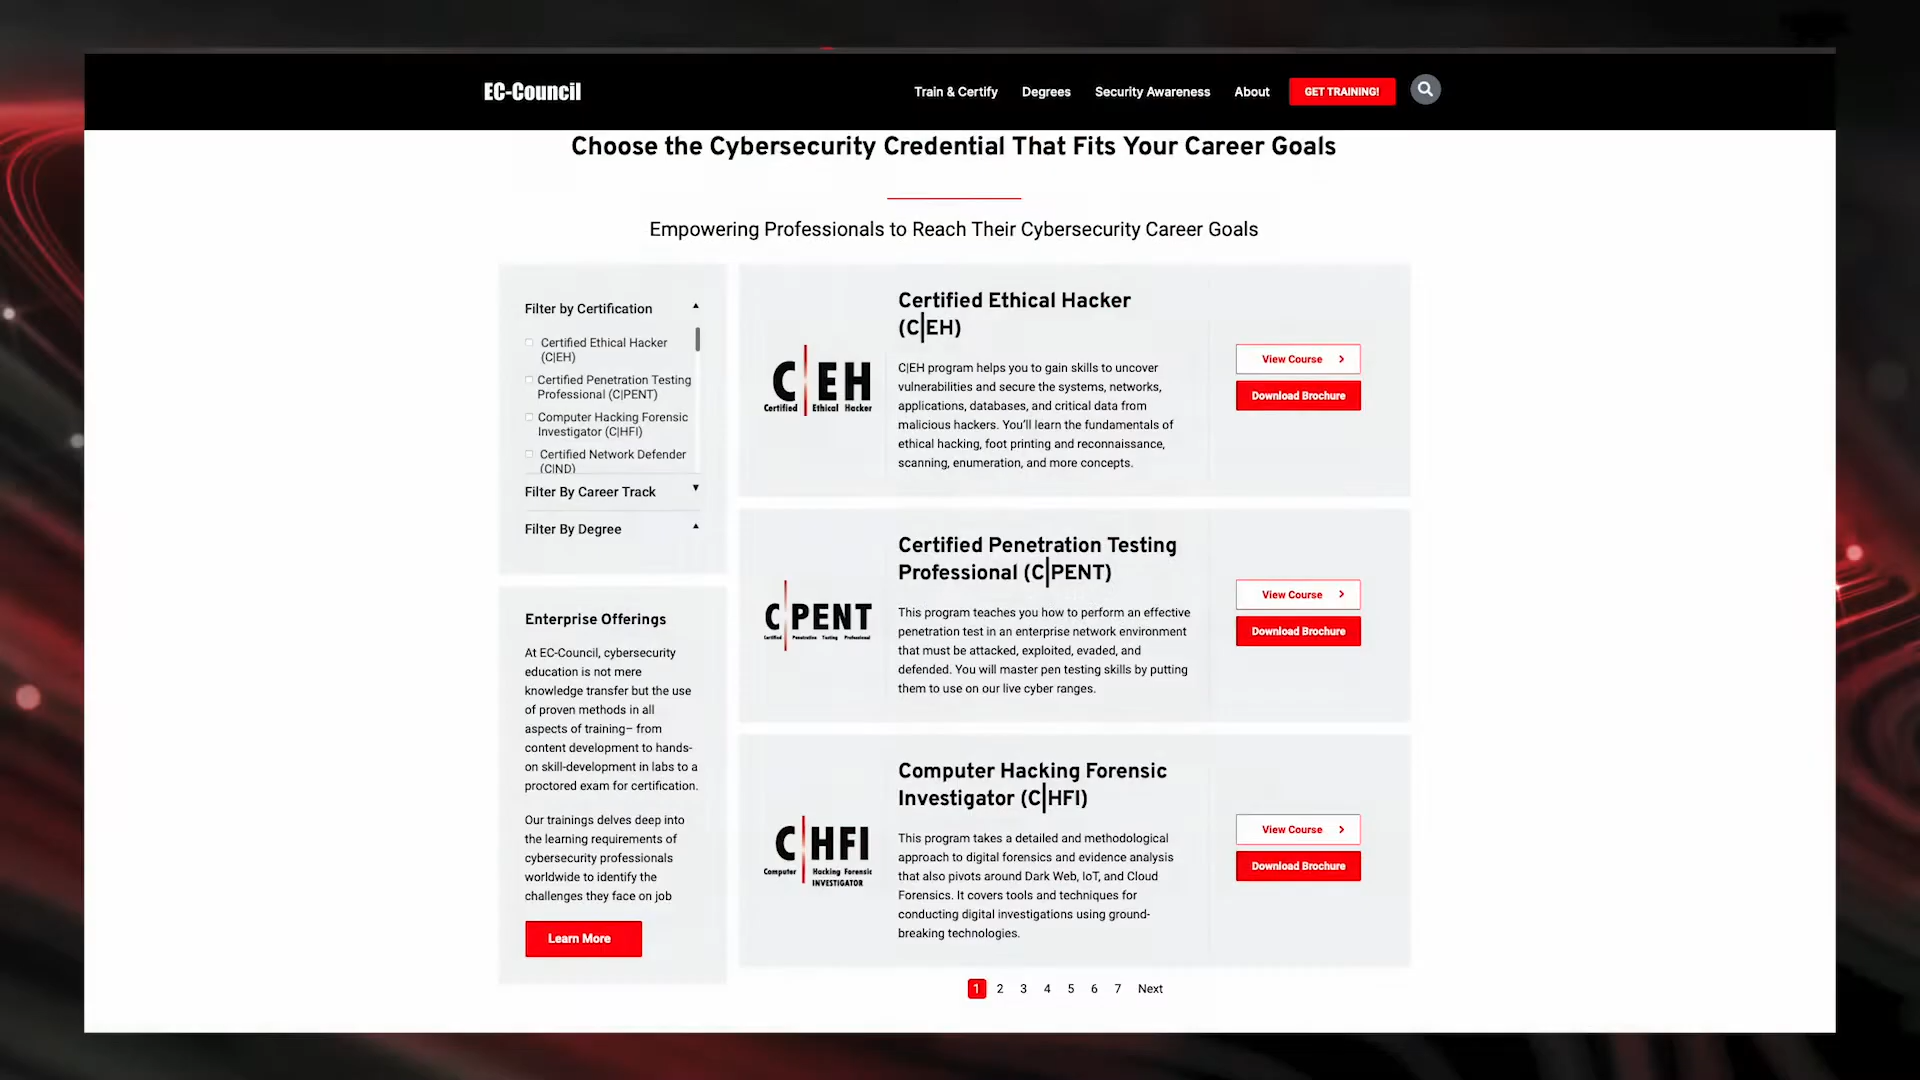 EC-Council
Train & Certify
Degrees
Security Awareness
About
GET TRAINING!
Choose the Cybersecurity Credential That Fits Your Career Goals
Empowering Professionals to Reach Their Cybersecurity Career Goals
Filter by Certification
Certified Ethical Hacker
(C|EH)
Certified Penetration Testing
Professional (C|PENT)
Computer Hacking Forensic
Investigator (C|HFI)
Certified Network Defender
(C|ND)
Filter By Career Track
Filter By Degree
Enterprise Offerings
At EC-Council, cybersecurity
education is not mere
knowledge transfer but the use
of proven methods in all
aspects of training– from
content development to hands-
on skill-development in labs to a
proctored exam for certification.
Our trainings delves deep into
the learning requirements of
cybersecurity professionals
worldwide to identify the
challenges they face on job
Learn More
C|EH
Certified Ethical Hacker
Certified Ethical Hacker
(C|EH)
C|EH program helps you to gain skills to uncover
vulnerabilities and secure the systems, networks,
applications, databases, and critical data from
malicious hackers. You'll learn the fundamentals of
ethical hacking, foot printing and reconnaissance,
scanning, enumeration, and more concepts.
View Course
Download Brochure
C|PENT
Certified Penetration Testing Professional
Certified Penetration Testing
Professional (C|PENT)
This program teaches you how to perform an effective
penetration test in an enterprise network environment
that must be attacked, exploited, evaded, and
defended. You will master pen testing skills by putting
them to use on our live cyber ranges.
View Course
Download Brochure
C|HFI
Computer Hacking Forensic
INVESTIGATOR
Computer Hacking Forensic
Investigator (C|HFI)
This program takes a detailed and methodological
approach to digital forensics and evidence analysis
that also pivots around Dark Web, IoT, and Cloud
Forensics. It covers tools and techniques for
conducting digital investigations using ground-
breaking technologies.
View Course
Download Brochure
1 2 3 4 5 6 7 Next